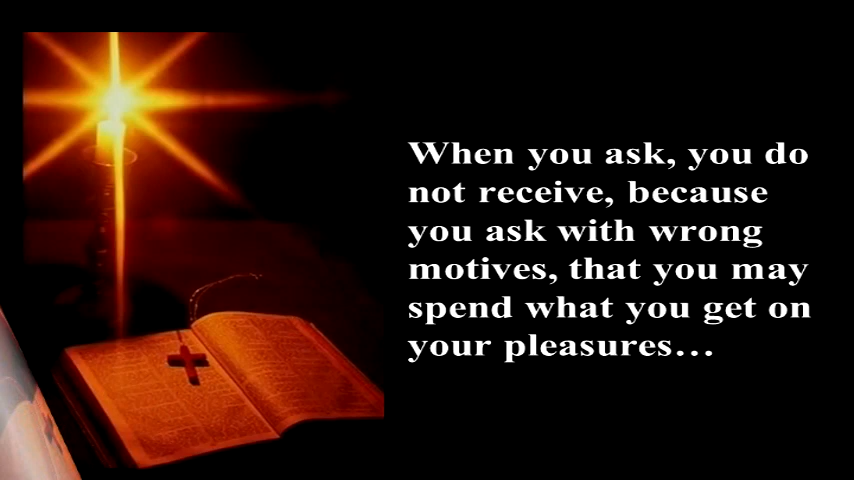 When you ask, you do
not receive, because
you ask with wrong
motives, that you may
spend what you get on
your pleasures...